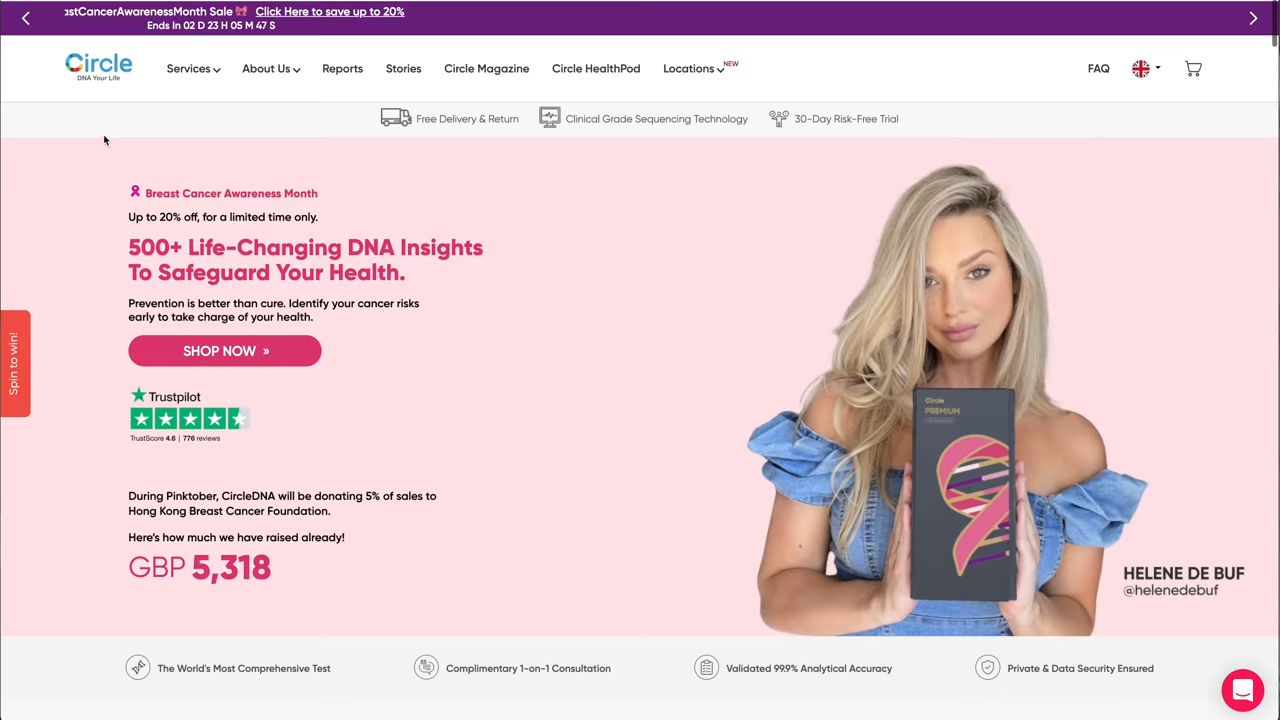 astCancerAwarenessMonth Sale 🎀 Click Here to save up to 20%
Ends In 02 D 23 H 05 M 47 S
Circle
DNA Your Life
Services
About Us
Reports
Stories
Circle Magazine
Circle HealthPod
Locations
NEW
FAQ
Free Delivery & Return
Clinical Grade Sequencing Technology
30-Day Risk-Free Trial
Breast Cancer Awareness Month
Up to 20% off, for a limited time only.
500+ Life-Changing DNA Insights
To Safeguard Your Health.
Prevention is better than cure. Identify your cancer risks
early to take charge of your health.
SHOP NOW »
Spin to win!
Trustpilot
TrustScore 4.6 | 776 reviews
Circle
PREMIUM
During Pinktober, CircleDNA will be donating 5% of sales to
Hong Kong Breast Cancer Foundation.
Here's how much we have raised already!
GBP 5,318
HELENE DE BUF
@helenedebuf
The World's Most Comprehensive Test
Complimentary 1-on-1 Consultation
Validated 99.9% Analytical Accuracy
Private & Data Security Ensured